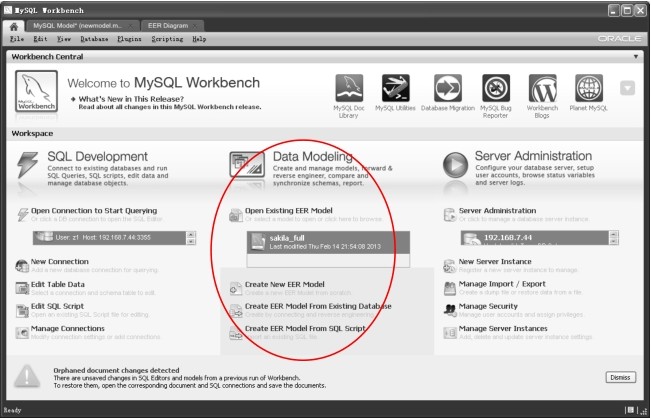 MySQL Workbench
MySQL Model* (newmodel.m...
EER Diagram
File Edit View Database Plugins Scripting Help
ORACLE
Workbench Central
Welcome to MySQL Workbench
What's New in This Release?
Read about all changes in this MySQL Workbench release.
MySQL Doc Library
MySQL Utilities
Database Migration
MySQL Bug Reporter
Workbench Blogs
Planet MySQL
Workspace
SQL Development
Connect to existing databases and run
SQL Queries, SQL scripts, edit data and
manage database objects.
Open Connection to Start Querying
Or click a DB connection to open the SQL Editor.
User: z1 Host: 192.168.7.44:3355
New Connection
Add a new database connection for querying.
Edit Table Data
Select a connection and schema table to edit.
Edit SQL Script
Open an existing SQL Script file for editing.
Manage Connections
Modify connection settings or add connections.
Data Modeling
Create and manage models, forward &
reverse engineer, compare and
synchronize schemas, report.
Open Existing EER Model
Or select a model to open or click here to browse.
sakila_full
Last modified Thu Feb 14 21:54:08 2013
Create New EER Model
Create a new EER Model from scratch.
Create EER Model From Existing Database
Create by connecting and reverse engineering.
Create EER Model From SQL Script
Import an existing SQL file.
Server Administration
Configure your database server, setup
user accounts, browse status variables
and server logs.
Server Administration
Or click to manage a database server instance.
192.168.7.44
New Server Instance
Register a new server instance to manage.
Manage Import / Export
Create a dump file or restore data from a file.
Manage Security
Manage user accounts and assign privileges.
Manage Server Instances
Add, delete and update server instance settings.
Orphaned document changes detected
There are unsaved changes in SQL Editors and models from a previous run of Workbench.
To restore them, open the corresponding document and SQL connections and save the documents.
Dismiss
Ready